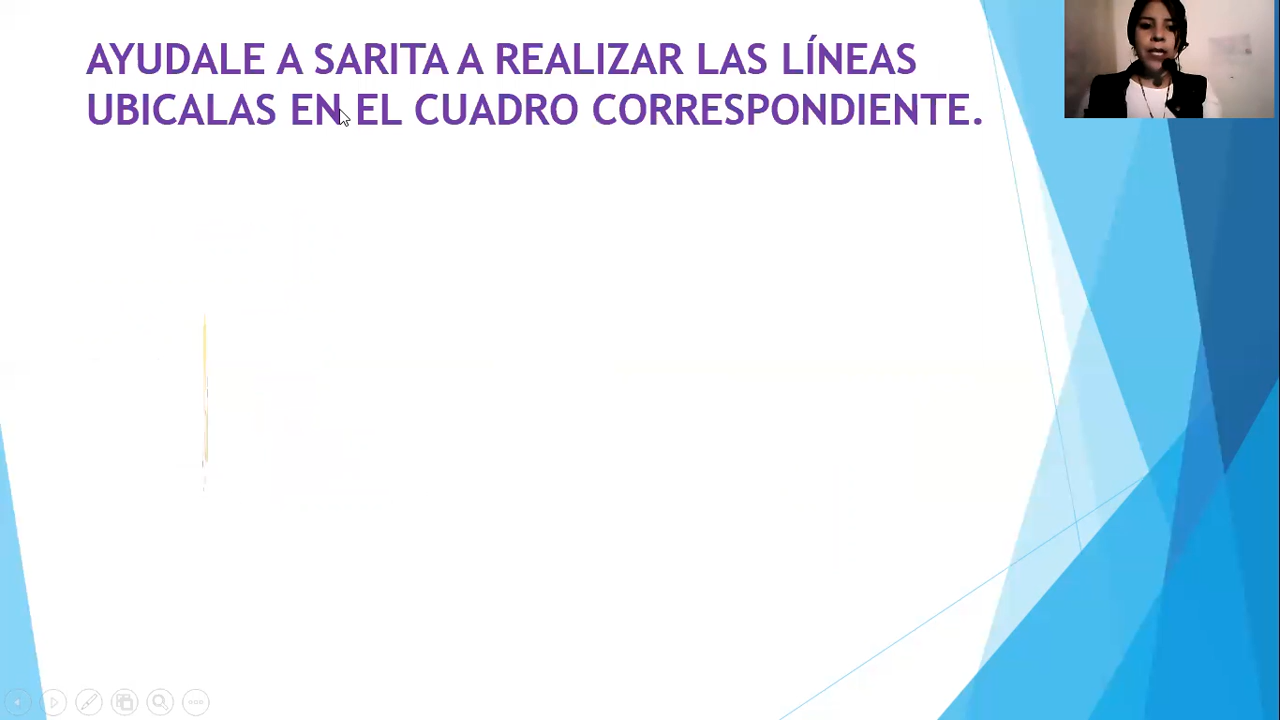 AYUDALE A SARITA A REALIZAR LAS LÍNEAS
UBICALAS EN EL CUADRO CORRESPONDIENTE.